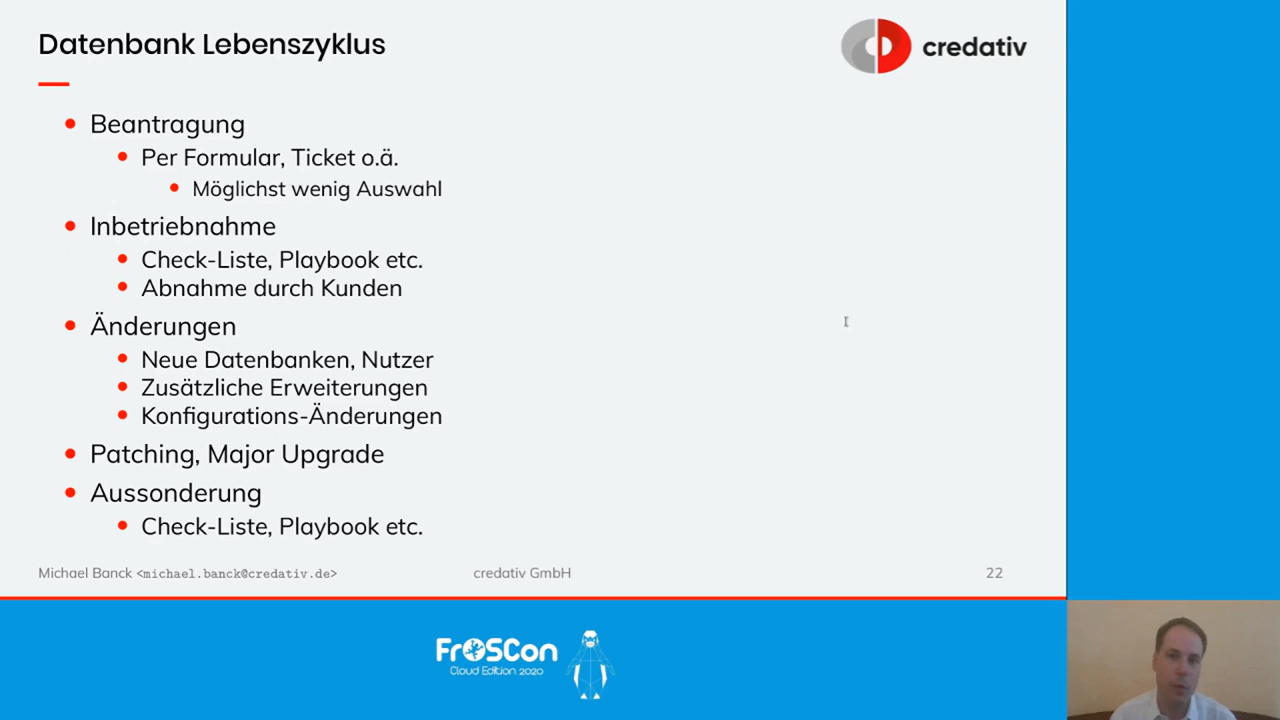 Datenbank Lebenszyklus
credativ
Beantragung
Per Formular, Ticket o.ä.
Möglichst wenig Auswahl
Inbetriebnahme
Check-Liste, Playbook etc.
Abnahme durch Kunden
Änderungen
Neue Datenbanken, Nutzer
Zusätzliche Erweiterungen
Konfigurations-Änderungen
Patching, Major Upgrade
Aussonderung
Check-Liste, Playbook etc.
Michael Banck <michael.banck@credativ.de> credativ GmbH 22
FrOSCon
Cloud Edition 2020